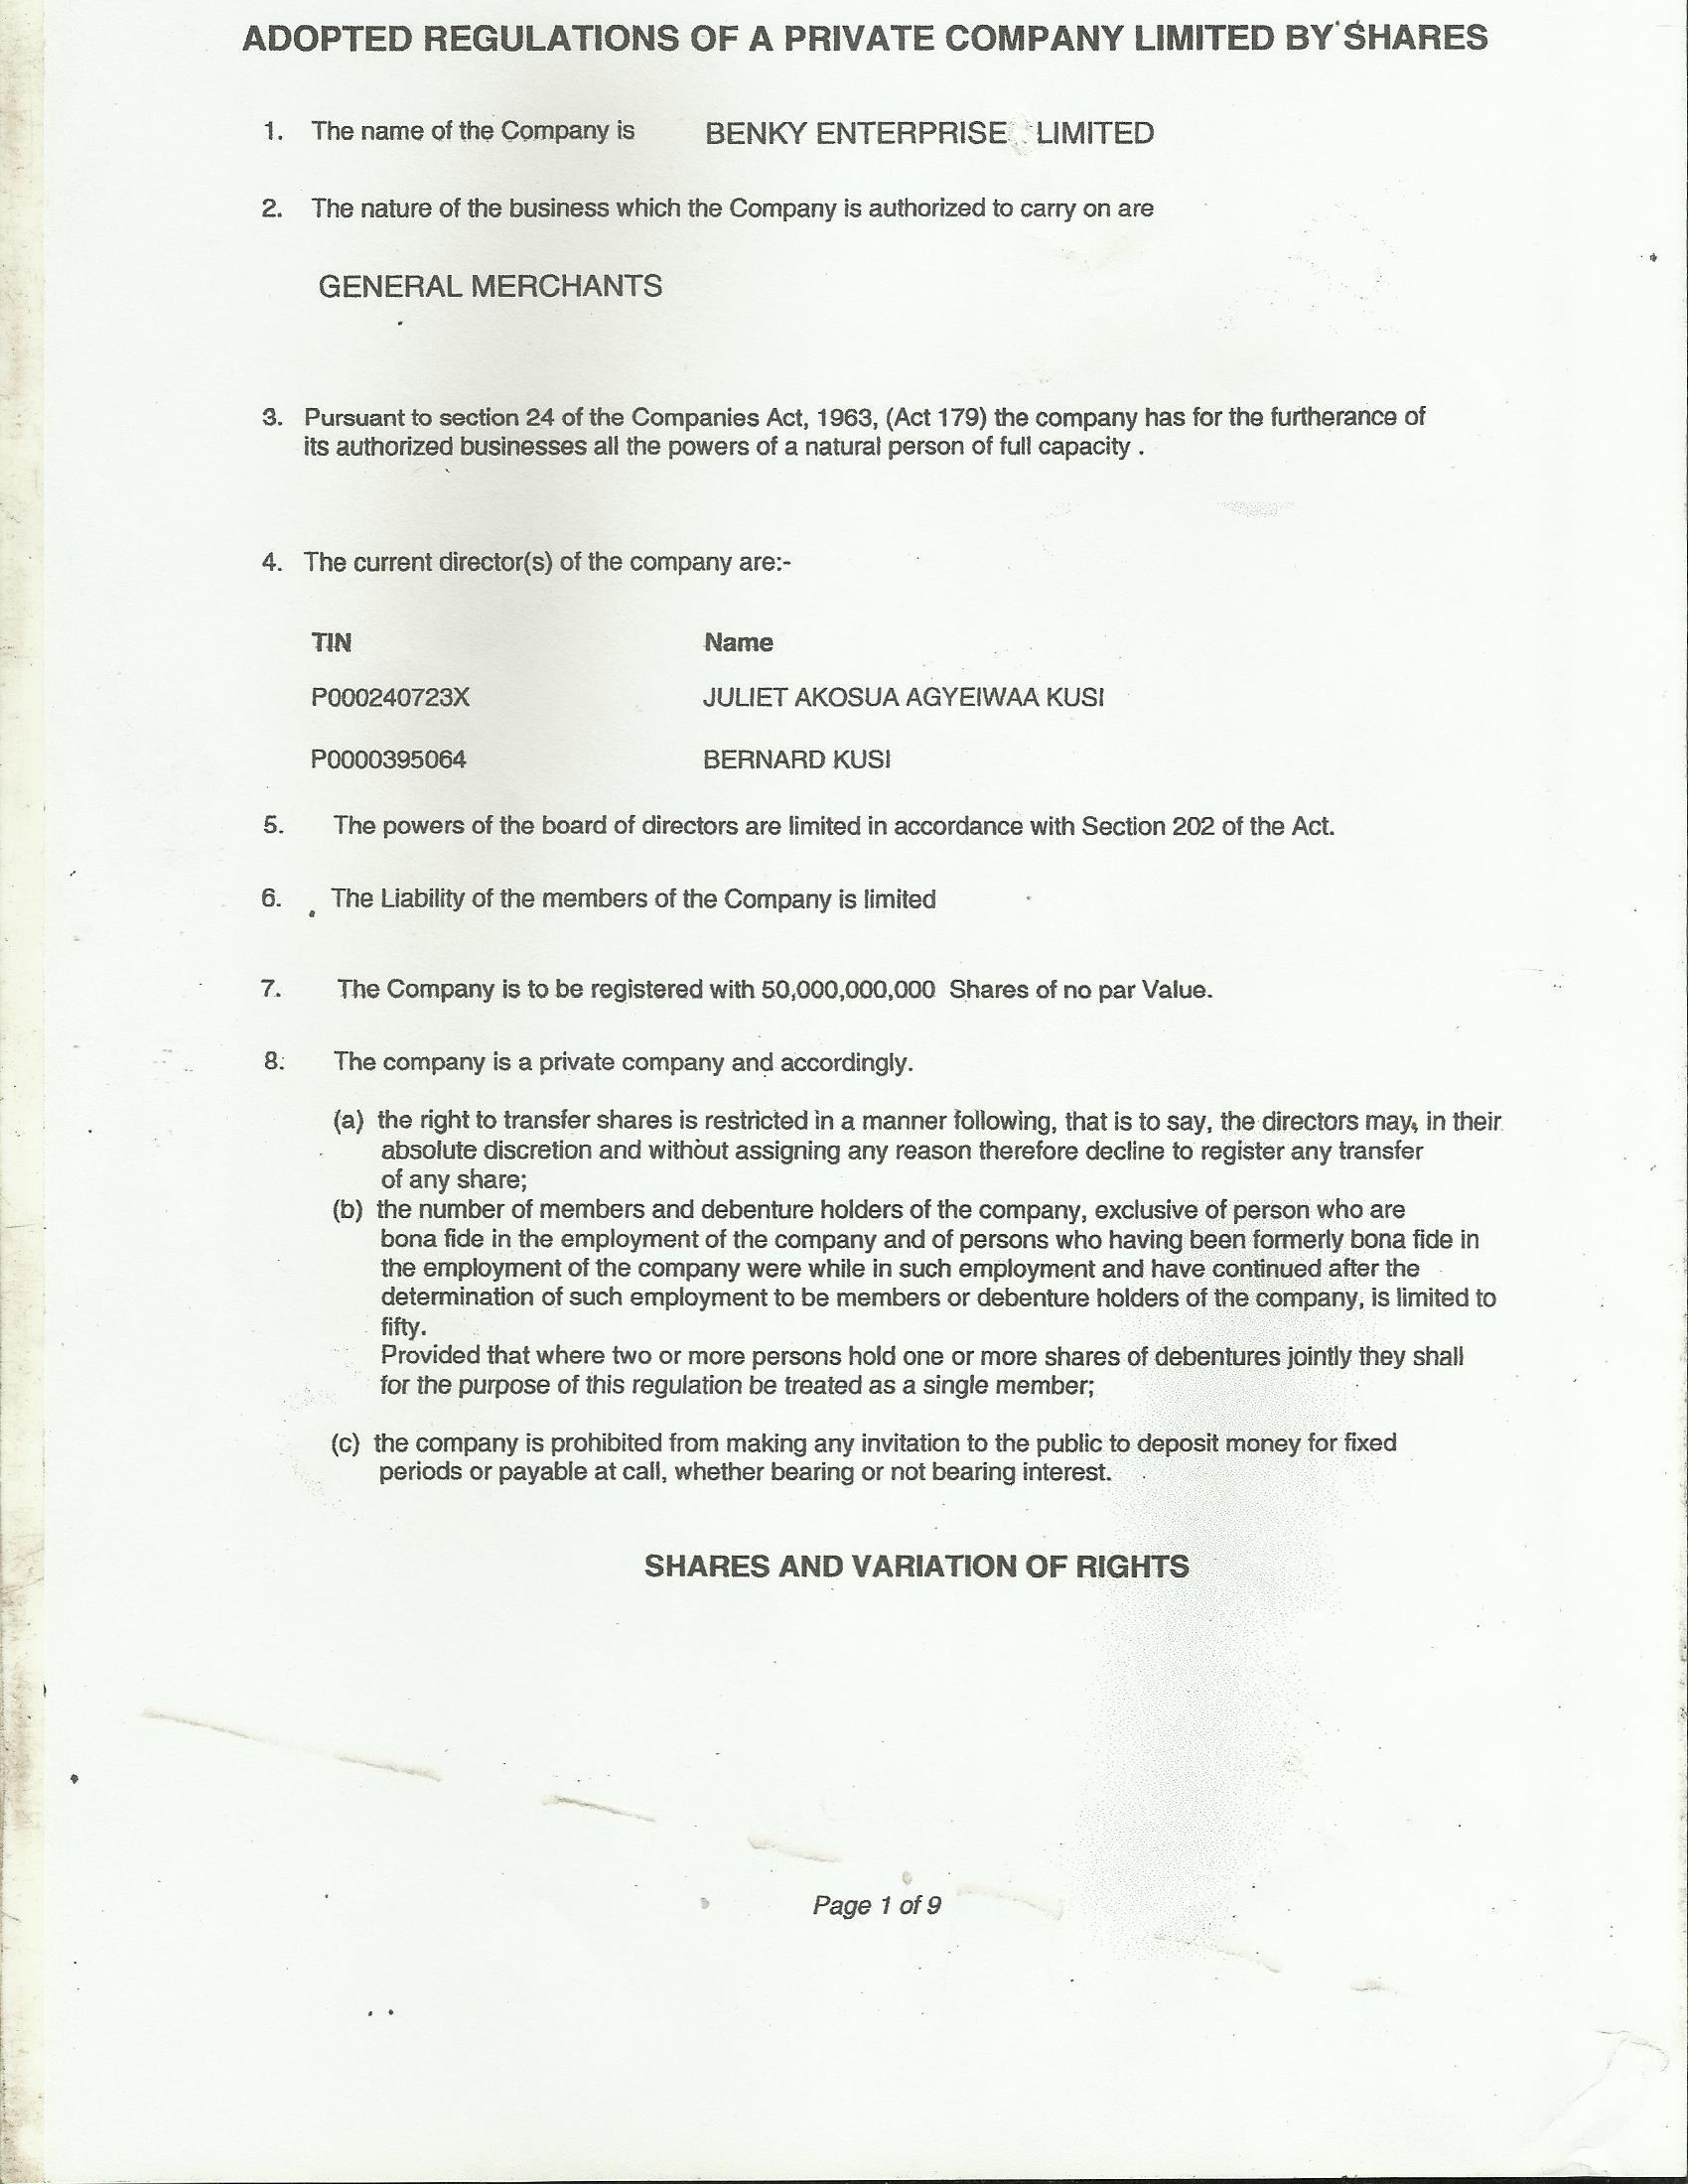 ADOPTED REGULATIONS OF A PRIVATE COMPANY LIMITED BY SHARES
1. The name of the Company is BENKY ENTERPRISE LIMITED
2. The nature of the business which the Company is authorized to carry on are
GENERAL MERCHANTS
3. Pursuant to section 24 of the Companies Act, 1963, (Act 179) the company has for the furtherance of
its authorized businesses all the powers of a natural person of full capacity .
4. The current director(s) of the company are:-
TIN Name
P000240723X JULIET AKOSUA AGYEIWAA KUSI
P0000395064 BERNARD KUSI
5. The powers of the board of directors are limited in accordance with Section 202 of the Act.
6. The Liability of the members of the Company is limited
7. The Company is to be registered with 50,000,000,000 Shares of no par Value.
8. The company is a private company and accordingly.
(a) the right to transfer shares is restricted in a manner following, that is to say, the directors may, in their
absolute discretion and without assigning any reason therefore decline to register any transfer
of any share;
(b) the number of members and debenture holders of the company, exclusive of person who are
bona fide in the employment of the company and of persons who having been formerly bona fide in
the employment of the company were while in such employment and have continued after the
determination of such employment to be members or debenture holders of the company, is limited to
fifty.
Provided that where two or more persons hold one or more shares of debentures jointly they shall
for the purpose of this regulation be treated as a single member;
(c) the company is prohibited from making any invitation to the public to deposit money for fixed
periods or payable at call, whether bearing or not bearing interest.
SHARES AND VARIATION OF RIGHTS
Page 1 of 9